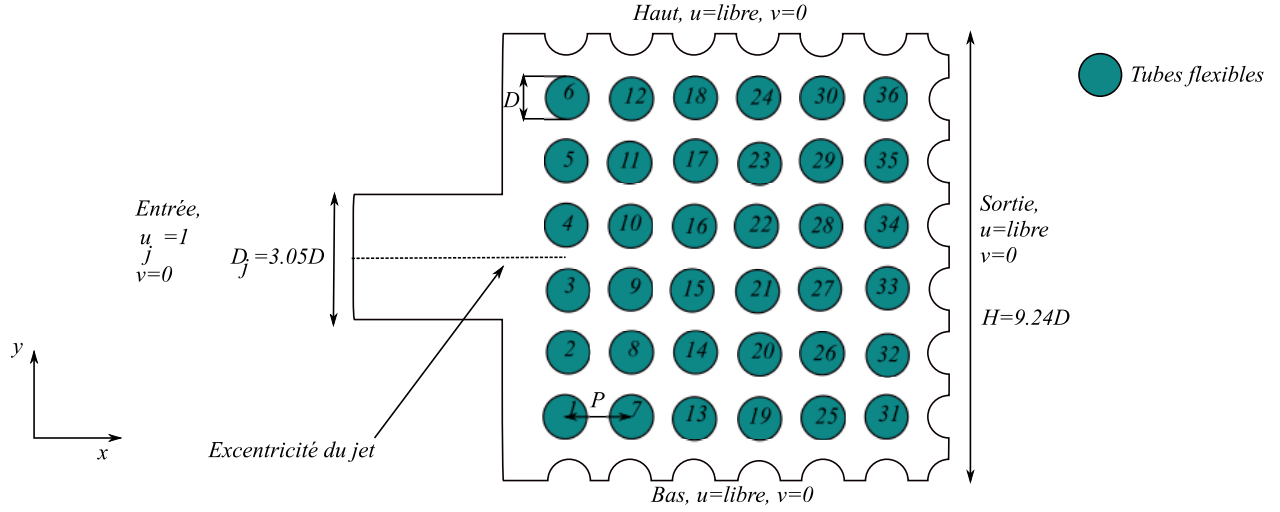 Haut, u=libre, v=0
Tubes flexibles
D
6 12 18 24 30 36
5 11 17 23 29 35
Entrée,
u_j =1
v=0
D_j =3.05D
4 10 16 22 28 34
Sortie,
u=libre
v=0
3 9 15 21 27 33
H=9.24D
2 8 14 20 26 32
y
x
P
1 7 13 19 25 31
Excentricité du jet
Bas, u=libre, v=0